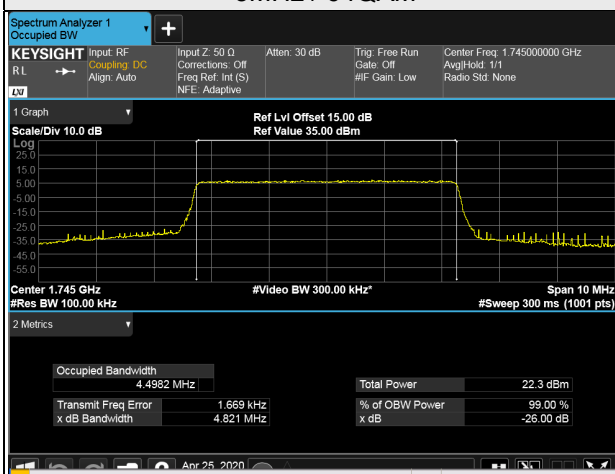 Spectrum Analyzer 1
Occupied BW
KEYSIGHT Input: RF Input Z: 50 Ω Atten: 30 dB Trig: Free Run Center Freq: 1.745000000 GHz
RL Coupling: DC Corrections: Off Gate: Off Avg|Hold: 1/1
Align: Auto Freq Ref: Int (S) #IF Gain: Low Radio Std: None
LXI NFE: Adaptive
1 Graph Ref Lvl Offset 15.00 dB
Scale/Div 10.0 dB Ref Value 35.00 dBm
Log
25.0
15.0
5.00
-5.00
-15.0
-25.0
-35.0
-45.0
-55.0
Center 1.745 GHz #Video BW 300.00 kHz* Span 10 MHz
#Res BW 100.00 kHz #Sweep 300 ms (1001 pts)
2 Metrics
Occupied Bandwidth
4.4982 MHz Total Power 22.3 dBm
Transmit Freq Error 1.669 kHz % of OBW Power 99.00 %
x dB Bandwidth 4.821 MHz x dB -26.00 dB
Apr 25, 2020